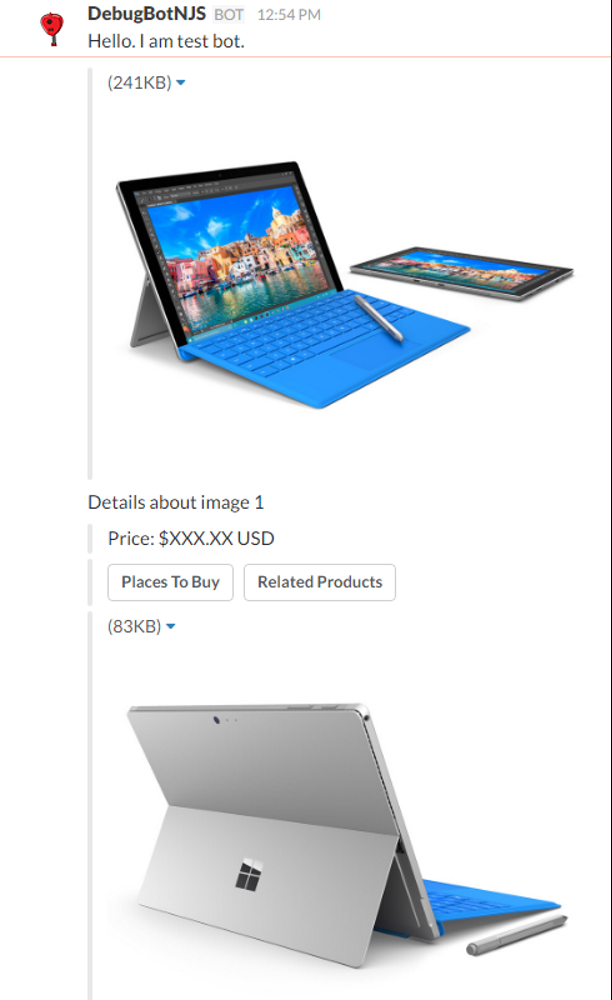 DebugBotNJS BOT 12:54 PM
Hello. I am test bot.
(241KB)
Details about image 1
Price: $XXX.XX USD
Places To Buy Related Products
(83KB)